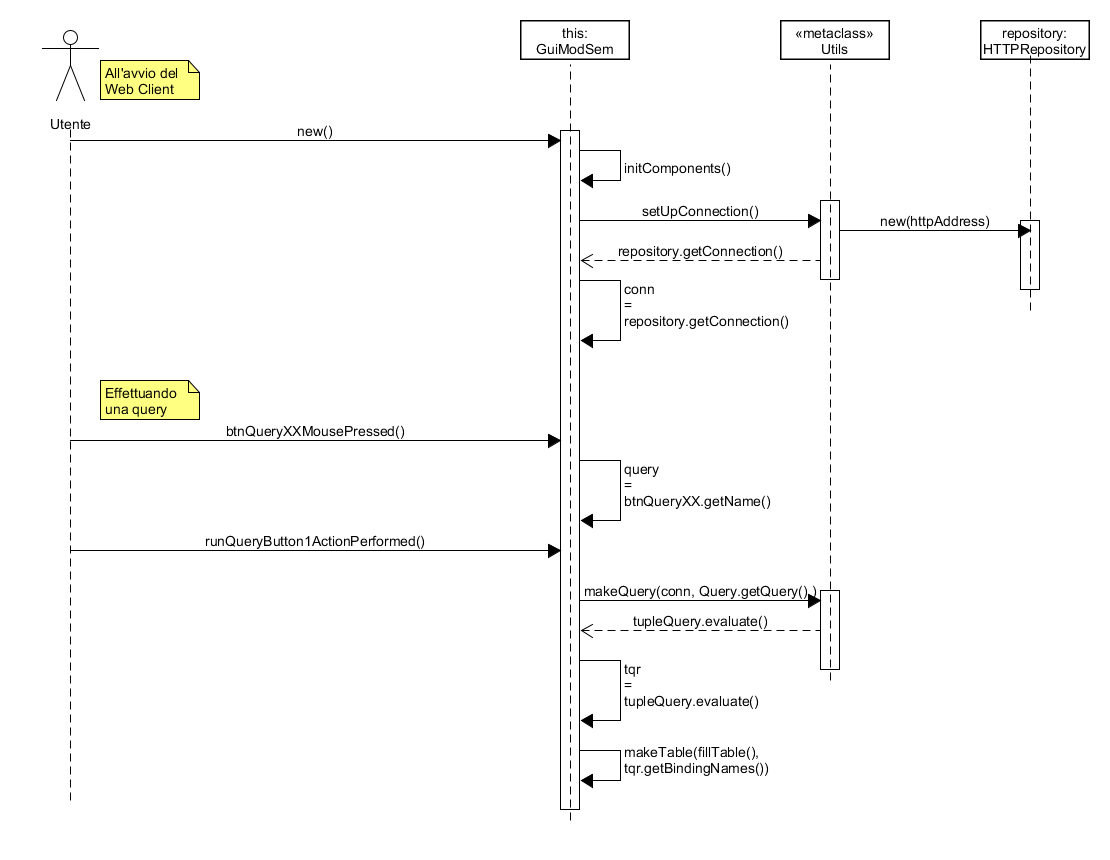 this:
GuiModSem
«metaclass»
Utils
repository:
HTTPRepository
All'avvio del
Web Client
Utente
new()
initComponents()
setUpConnection()
new(httpAddress)
repository.getConnection()
conn
=
repository.getConnection()
Effettuando
una query
btnQueryXXMousePressed()
query
=
btnQueryXX.getName()
runQueryButton1ActionPerformed()
makeQuery(conn, Query.getQuery() )
tupleQuery.evaluate()
tqr
=
tupleQuery.evaluate()
makeTable(fillTable(),
tqr.getBindingNames())